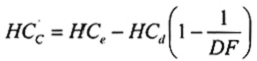 HC_C = HC_e − HC_d(1 − 1/DF)